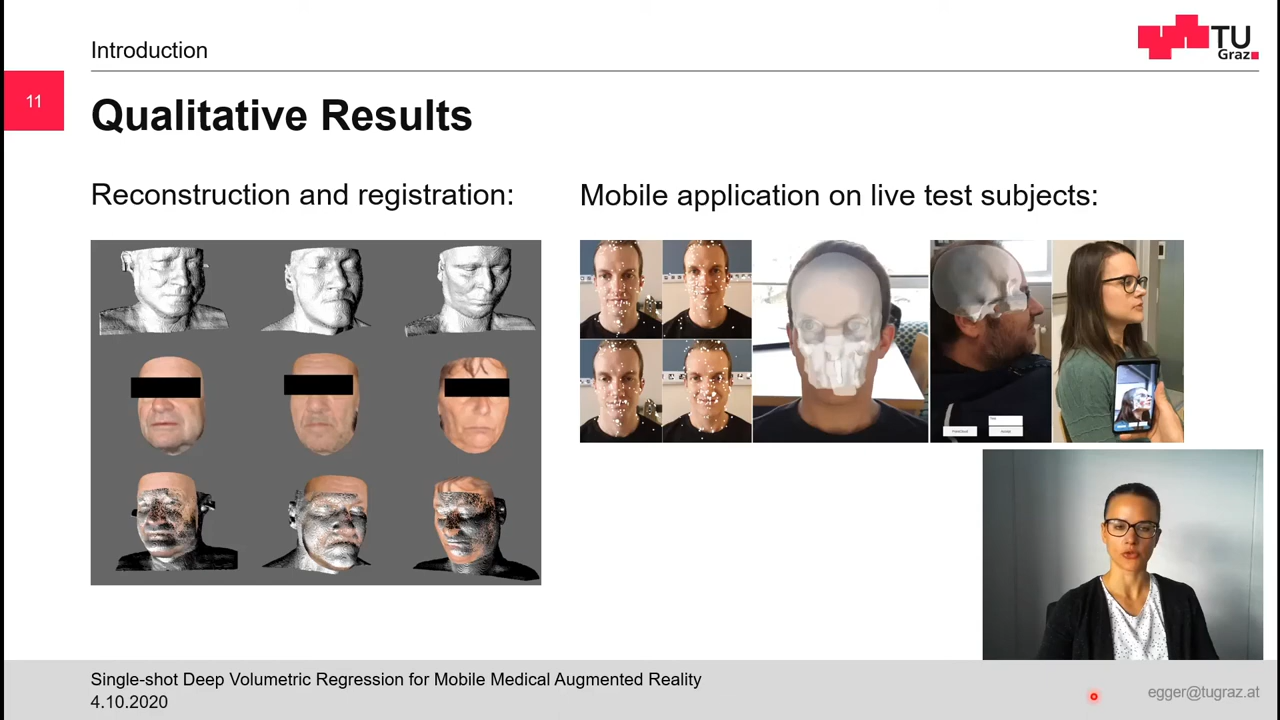 Introduction
TU
Graz
11
Qualitative Results
Reconstruction and registration:
Mobile application on live test subjects:
Single-shot Deep Volumetric Regression for Mobile Medical Augmented Reality
4.10.2020
egger@tugraz.at